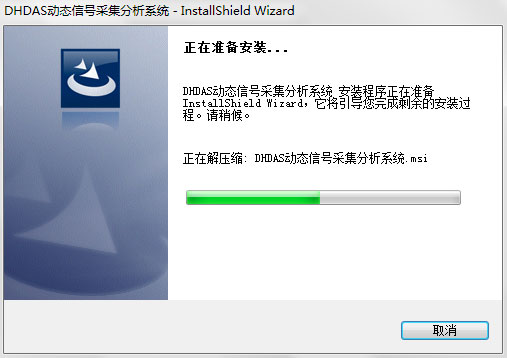 DHDAS动态信号采集分析系统 - InstallShield Wizard
正在准备安装...
DHDAS动态信号采集分析系统 安装程序正在准备
InstallShield Wizard，它将引导您完成剩余的安装过
程。请稍候。
正在解压缩: DHDAS动态信号采集分析系统.msi
取消